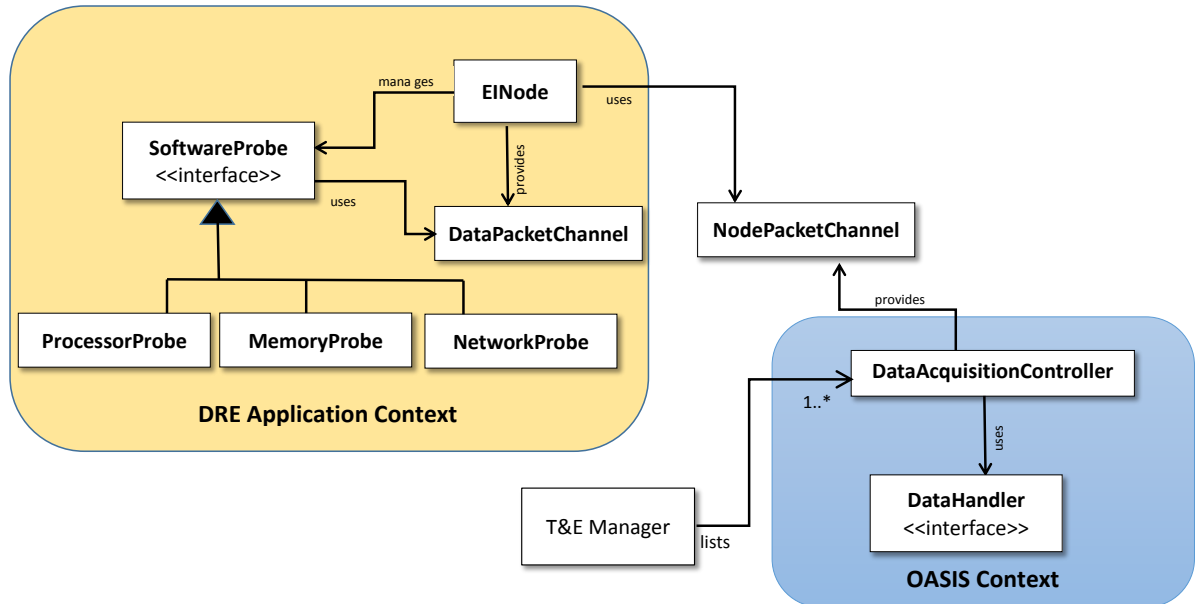 mana ges
EINode
uses
SoftwareProbe
<<interface>>
provides
uses
DataPacketChannel
NodePacketChannel
provides
ProcessorProbe
MemoryProbe
NetworkProbe
DataAcquisitionController
1..*
DRE Application Context
uses
DataHandler
<<interface>>
T&E Manager
lists
OASIS Context